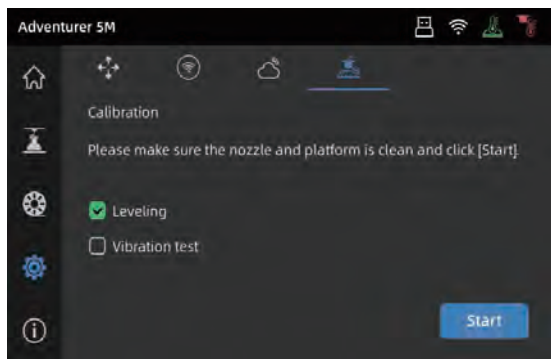 Adventurer 5M
Calibration
Please make sure the nozzle and platform is clean and click [Start].
Leveling
Vibration test
Start